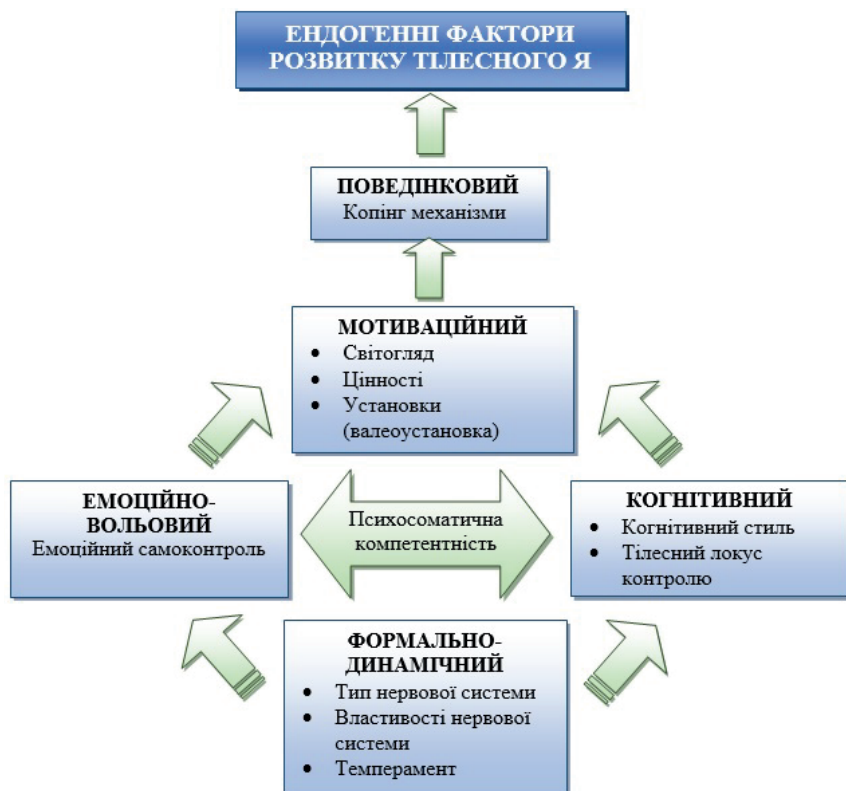 ЕНДОГЕННІ ФАКТОРИ
РОЗВИТКУ ТІЛЕСНОГО Я
ПОВЕДІНКОВИЙ
Копінг механізми
МОТИВАЦІЙНИЙ
• Світогляд
• Цінності
• Установки
(валеоустановка)
ЕМОЦІЙНО-
ВОЛЬОВИЙ
Емоційний самоконтроль
Психосоматична
компетентність
КОГНІТИВНИЙ
• Когнітивний стиль
• Тілесний локус
контролю
ФОРМАЛЬНО-
ДИНАМІЧНИЙ
• Тип нервової системи
• Властивості нервової
системи
• Темперамент